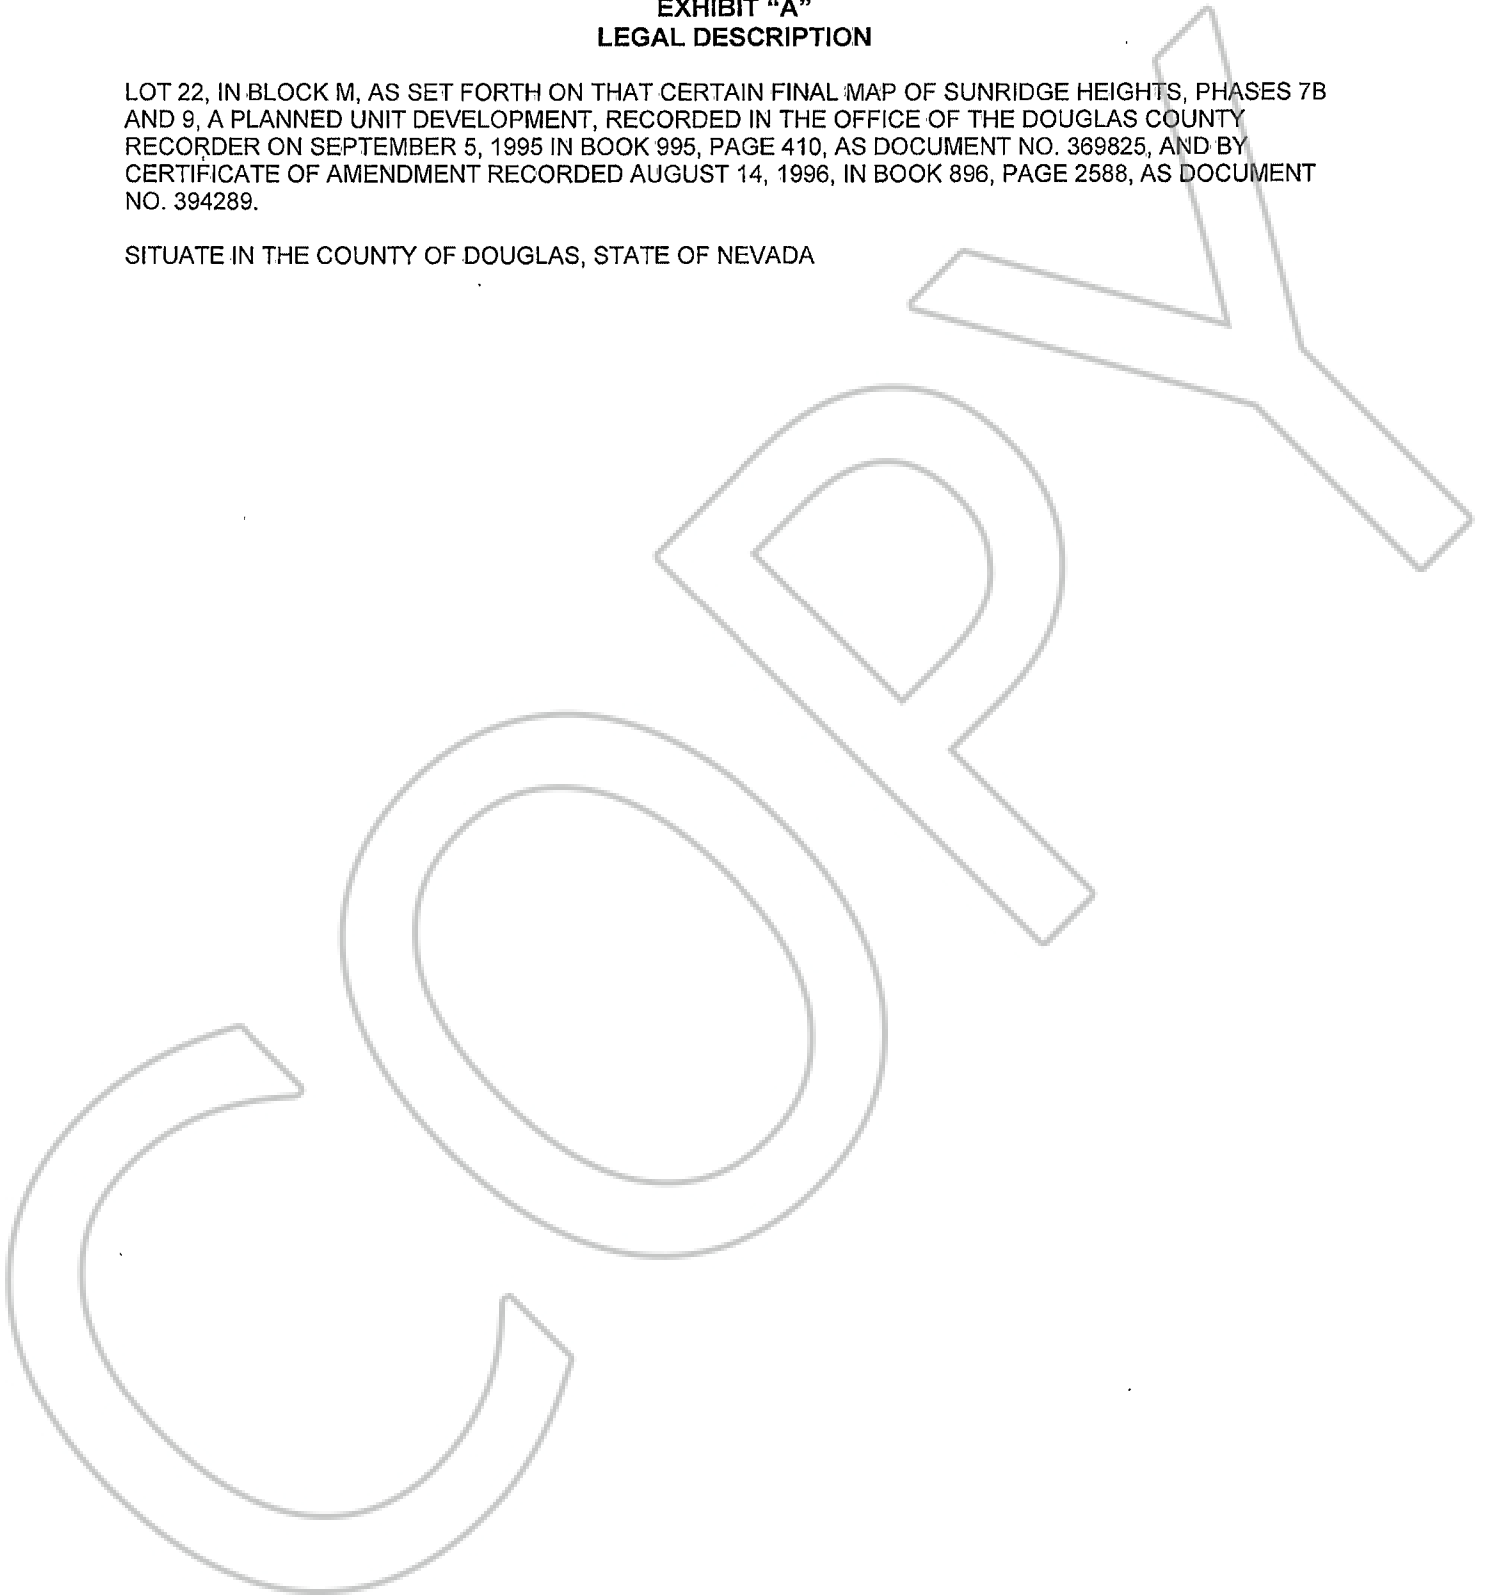 EXHIBIT "A"
LEGAL DESCRIPTION
LOT 22, IN BLOCK M, AS SET FORTH ON THAT CERTAIN FINAL MAP OF SUNRIDGE HEIGHTS, PHASES 7B
AND 9, A PLANNED UNIT DEVELOPMENT, RECORDED IN THE OFFICE OF THE DOUGLAS COUNTY
RECORDER ON SEPTEMBER 5, 1995 IN BOOK 995, PAGE 410, AS DOCUMENT NO. 369825, AND BY
CERTIFICATE OF AMENDMENT RECORDED AUGUST 14, 1996, IN BOOK 896, PAGE 2588, AS DOCUMENT
NO. 394289.
SITUATE IN THE COUNTY OF DOUGLAS, STATE OF NEVADA
COPY